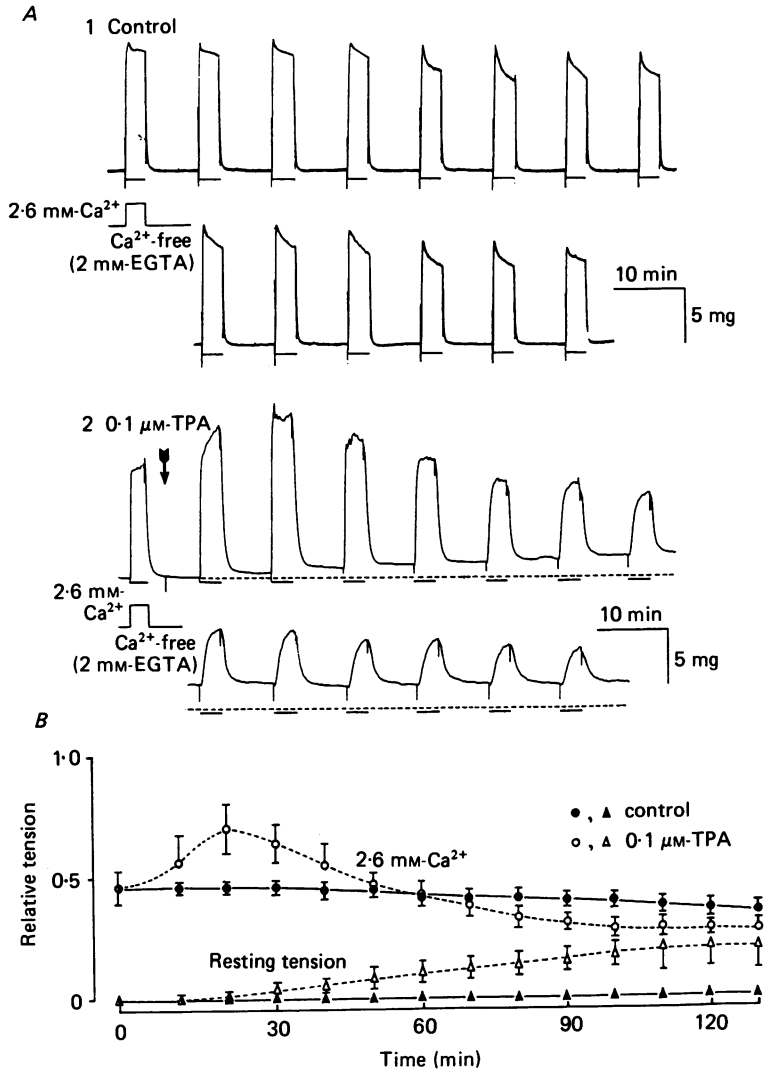 A
1 Control
2·6 mM-Ca²⁺
Ca²⁺-free
(2 mM-EGTA)
10 min
5 mg
2 0·1 μM-TPA
2·6 mM-
Ca²⁺
Ca²⁺-free
(2 mM-EGTA)
10 min
5 mg
B
1·0
0·5
0
Relative tension
●, ▲ control
○, △ 0·1 μM-TPA
2·6 mM-Ca²⁺
Resting tension
0 30 60 90 120
Time (min)